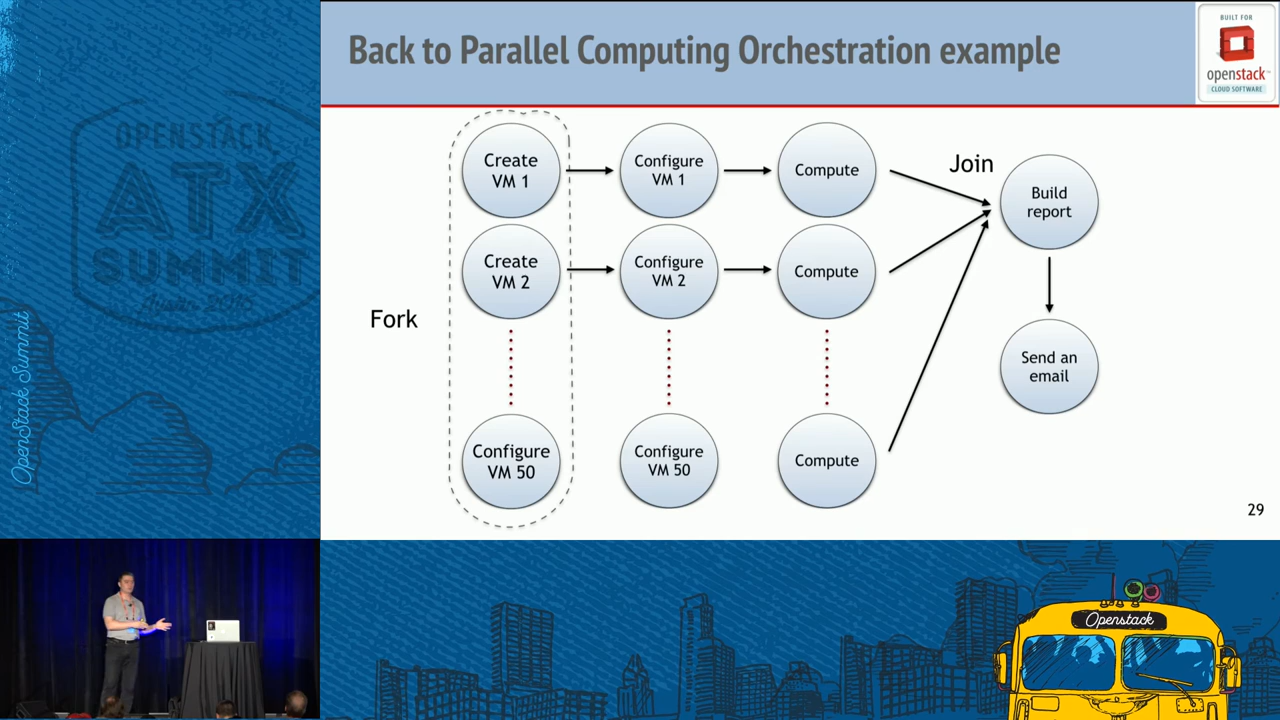 Back to Parallel Computing Orchestration example
BUILT FOR
openstack
CLOUD SOFTWARE
OPENSTACK
ATX
SUMMIT
Austin 2016
OpenStack Summit
Fork
Create
VM 1
Configure
VM 1
Compute
Join
Build
report
Create
VM 2
Configure
VM 2
Compute
Send an
email
Configure
VM 50
Configure
VM 50
Compute
29
Openstack